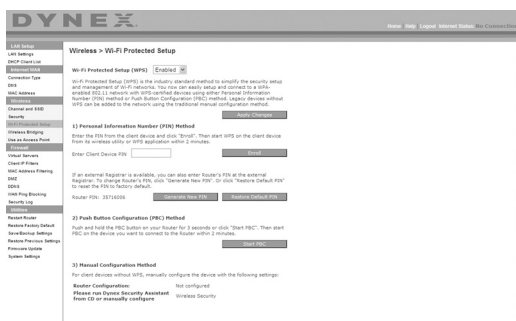 DYNEX
Home | Help | Logout Internet Status: No Connection
LAN Setup
LAN Settings
DHCP Client List
Internet WAN
Connection Type
DNS
MAC Address
Wireless
Channel and SSID
Security
Wi-Fi Protected Setup
Wireless Bridging
Use as Access Point
Firewall
Virtual Servers
Client IP Filters
MAC Address Filtering
DMZ
DDNS
WAN Ping Blocking
Security Log
Utilities
Restart Router
Restore Factory Default
Save/Backup Settings
Restore Previous Settings
Firmware Update
System Settings
Wireless > Wi-Fi Protected Setup
Wi-Fi Protected Setup (WPS) Enabled
Wi-Fi Protected Setup (WPS) is the industry standard method to simplify the security setup
and management of Wi-Fi networks. You now can easily setup and connect to a WPA-
enabled 802.11 network with WPS-certified devices using either Personal Information
Number (PIN) method or Push Button Configuration (PBC) method. Legacy devices without
WPS can be added to the network using the traditional manual configuration method.
Apply Changes
1) Personal Information Number (PIN) Method
Enter the PIN from the client device and click "Enroll". Then start WPS on the client device
from its wireless utility or WPS application within 2 minutes.
Enter Client Device PIN Enroll
If an external Registrar is available, you can also enter Router's PIN at the external
Registrar. To change Router's PIN, click "Generate New PIN". Or click "Restore Default PIN"
to reset the PIN to factory default.
Router PIN: 35716006 Generate New PIN Restore Default PIN
2) Push Button Configuration (PBC) Method
Push and hold the PBC button on your Router for 3 seconds or click "Start PBC". Then start
PBC on the device you want to connect to the Router within 2 minutes.
Start PBC
3) Manual Configuration Method
For client devices without WPS, manually configure the device with the following settings:
Router Configuration: Not configured
Please run Dynex Security Assistant
from CD or manually configure Wireless Security